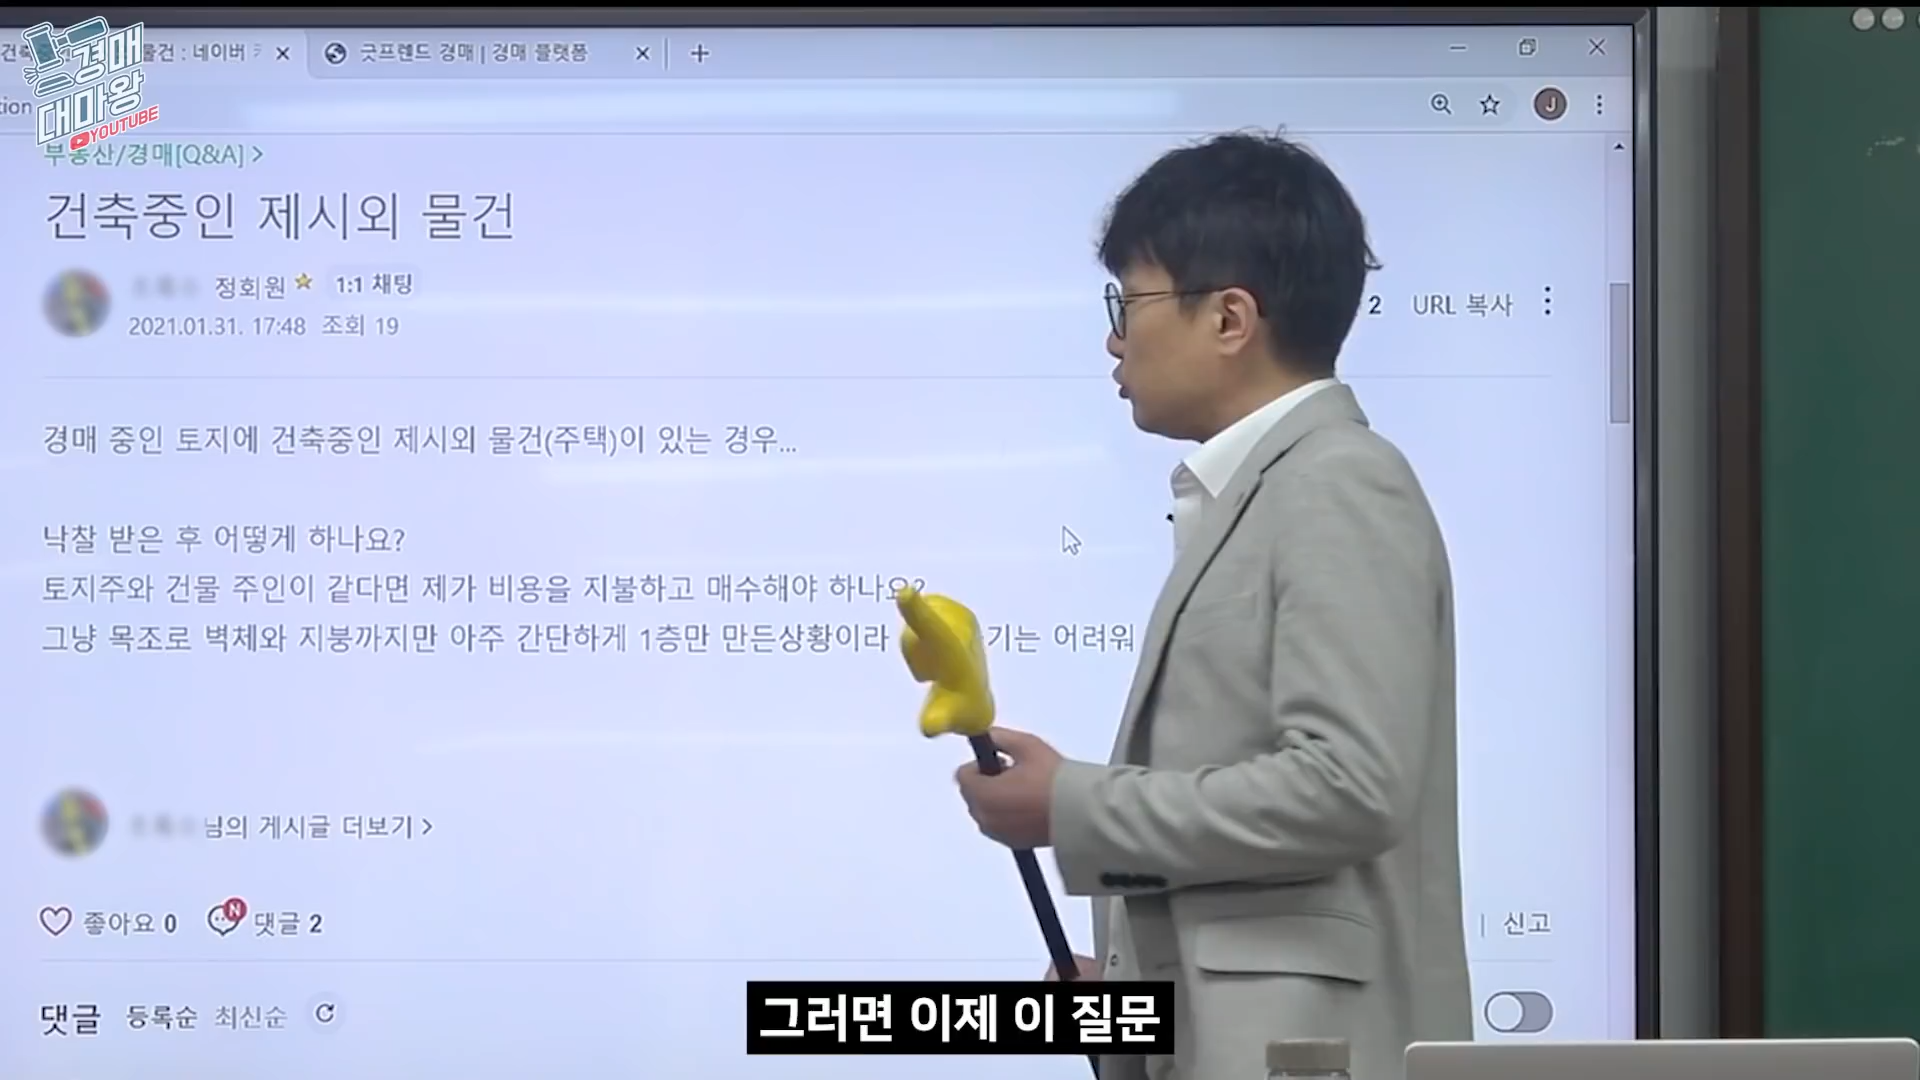 경매
대마왕
YOUTUBE
물건 : 네이버
굿프렌드 경매 | 경매 플랫폼
tion
J
부동산/경매[Q&A] >
건축중인 제시외 물건
정회원 1:1 채팅
2021.01.31. 17:48 조회 19
2 URL 복사
경매 중인 토지에 건축중인 제시외 물건(주택)이 있는 경우...
낙찰 받은 후 어떻게 하나요?
토지주와 건물 주인이 같다면 제가 비용을 지불하고 매수해야 하나요?
그냥 목조로 벽체와 지붕까지만 아주 간단하게 1층만 만든상황이라 기는 어려워
님의 게시글 더보기 >
좋아요 0 N 댓글 2
신고
댓글 등록순 최신순
그러면 이제 이 질문